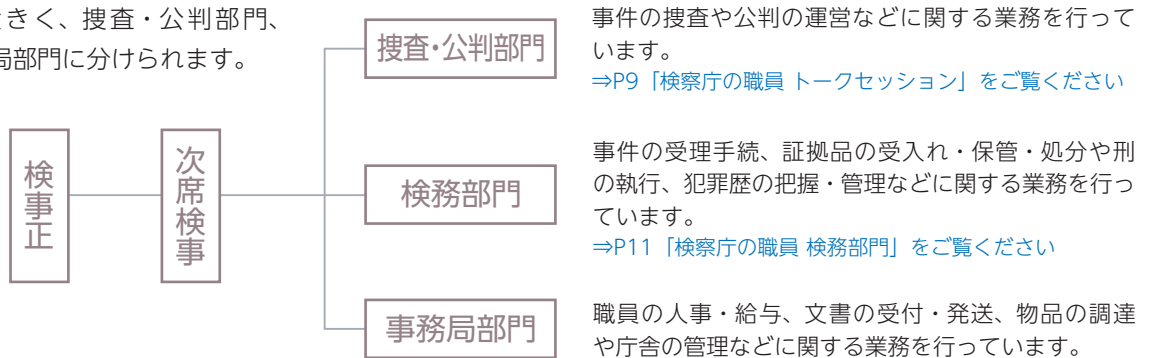 きく、捜査・公判部門、
局部門に分けられます。
検事正
次席検事
捜査・公判部門
事件の捜査や公判の運営などに関する業務を行って
います。
⇒P9「検察庁の職員 トークセッション」をご覧ください
検務部門
事件の受理手続、証拠品の受入れ・保管・処分や刑
の執行、犯罪歴の把握・管理などに関する業務を行っ
ています。
⇒P11「検察庁の職員 検務部門」をご覧ください
事務局部門
職員の人事・給与、文書の受付・発送、物品の調達
や庁舎の管理などに関する業務を行っています。